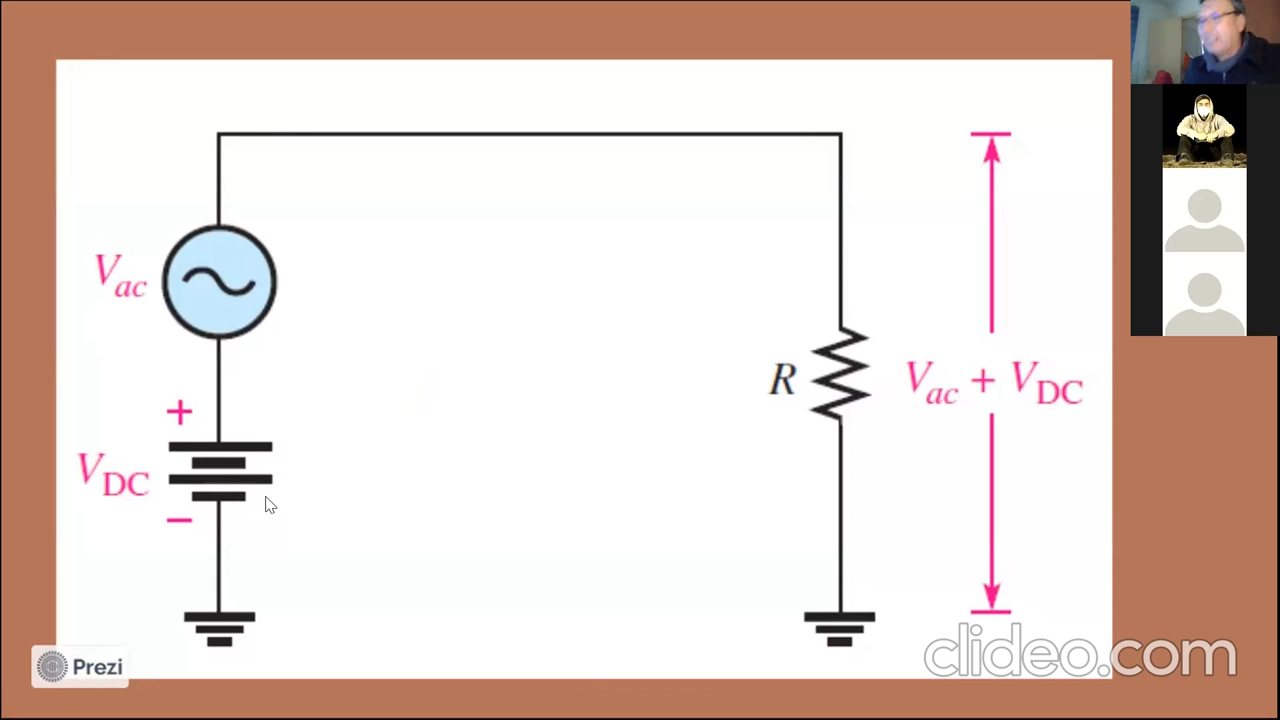 Vac
+
VDC
−
R
Vac + VDC
Prezi
clideo.com